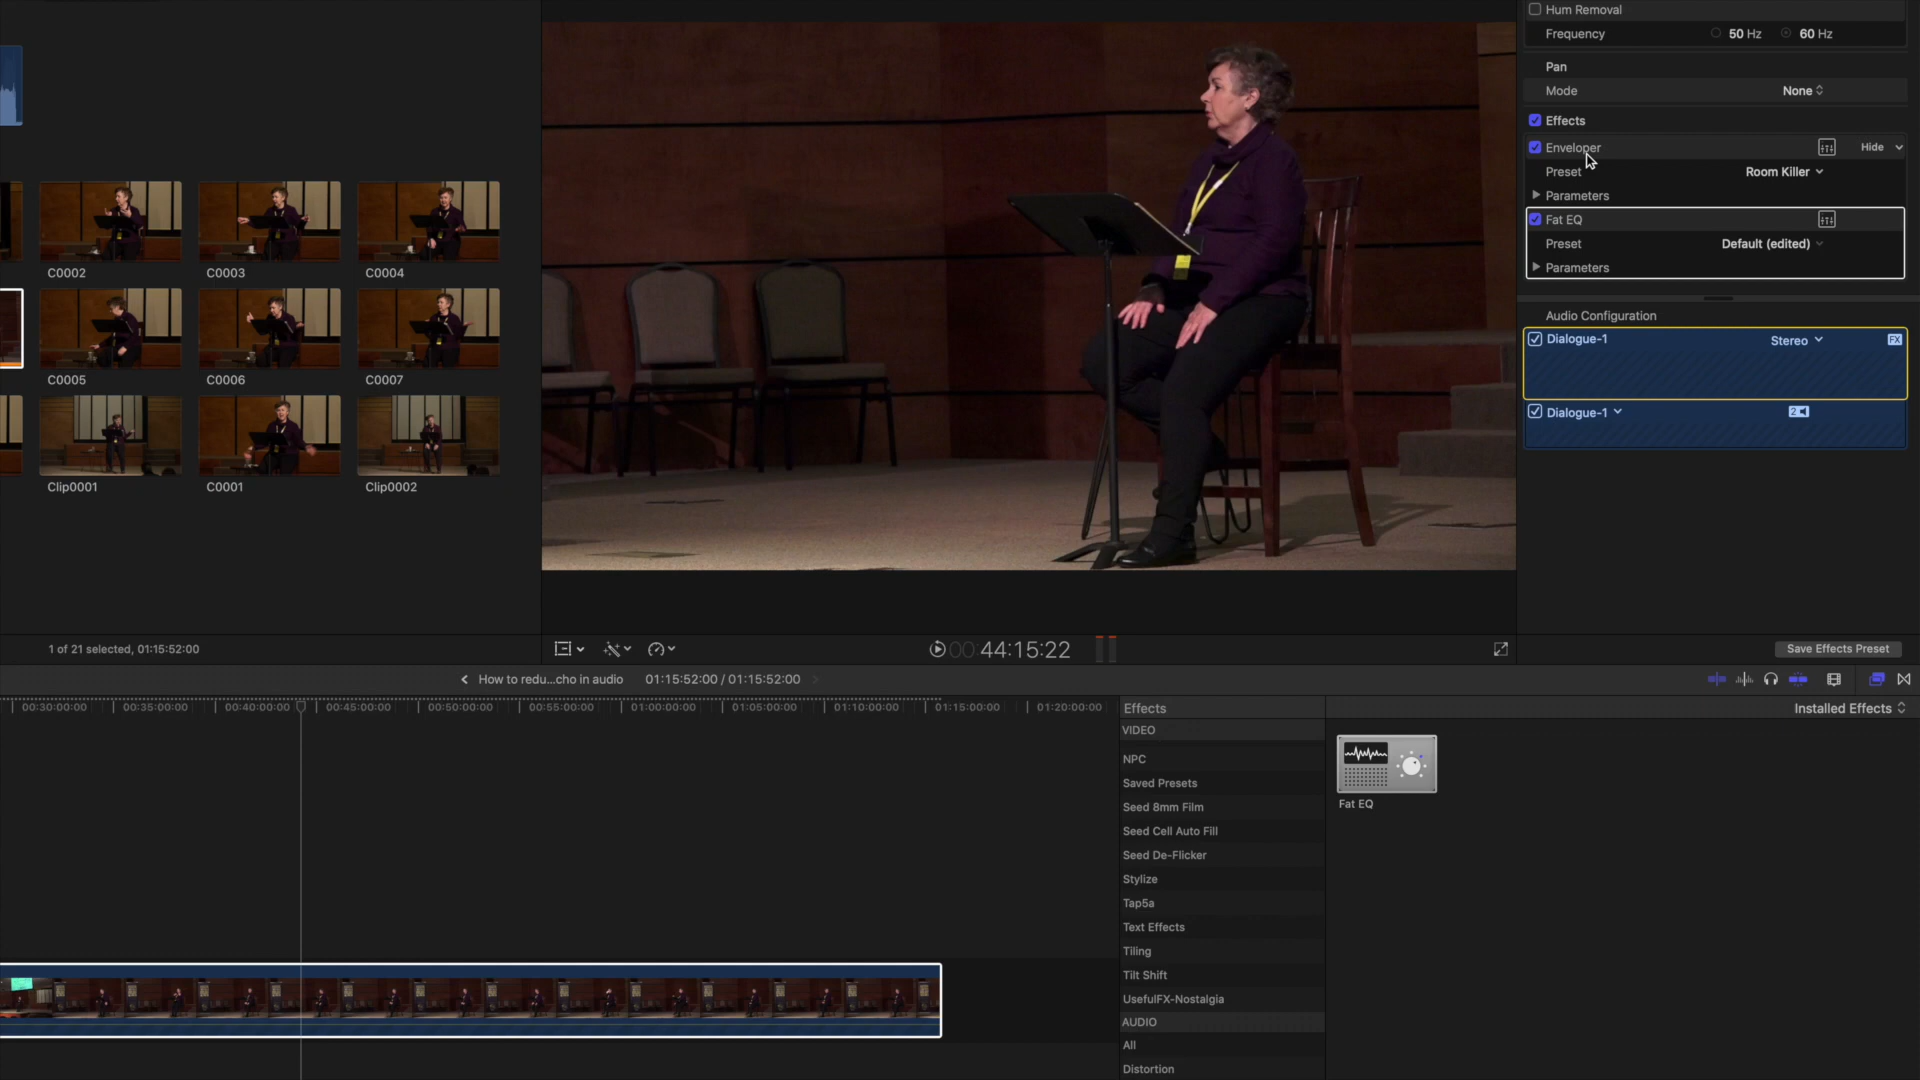 Hum Removal
Frequency 50 Hz 60 Hz
Pan
Mode None
Effects
Enveloper Hide
Preset Room Killer
Parameters
Fat EQ
Preset Default (edited)
Parameters
Audio Configuration
Dialogue-1 Stereo FX
Dialogue-1 2
Save Effects Preset
C0002 C0003 C0004
C0005 C0006 C0007
Clip0001 C0001 Clip0002
1 of 21 selected, 01:15:52:00
00:44:15:22
How to redu...cho in audio 01:15:52:00 / 01:15:52:00
00:30:00:00 00:35:00:00 00:40:00:00 00:45:00:00 00:50:00:00 00:55:00:00 01:00:00:00 01:05:00:00 01:10:00:00 01:15:00:00 01:20:00:00
Effects Installed Effects
VIDEO
NPC
Saved Presets
Seed 8mm Film
Seed Cell Auto Fill
Seed De-Flicker
Stylize
Tap5a
Text Effects
Tiling
Tilt Shift
UsefulFX-Nostalgia
AUDIO
All
Distortion
Fat EQ